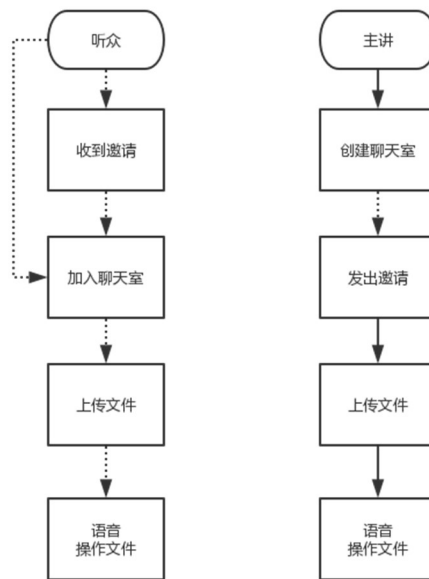 听众
收到邀请
加入聊天室
上传文件
语音
操作文件
主讲
创建聊天室
发出邀请
上传文件
语音
操作文件